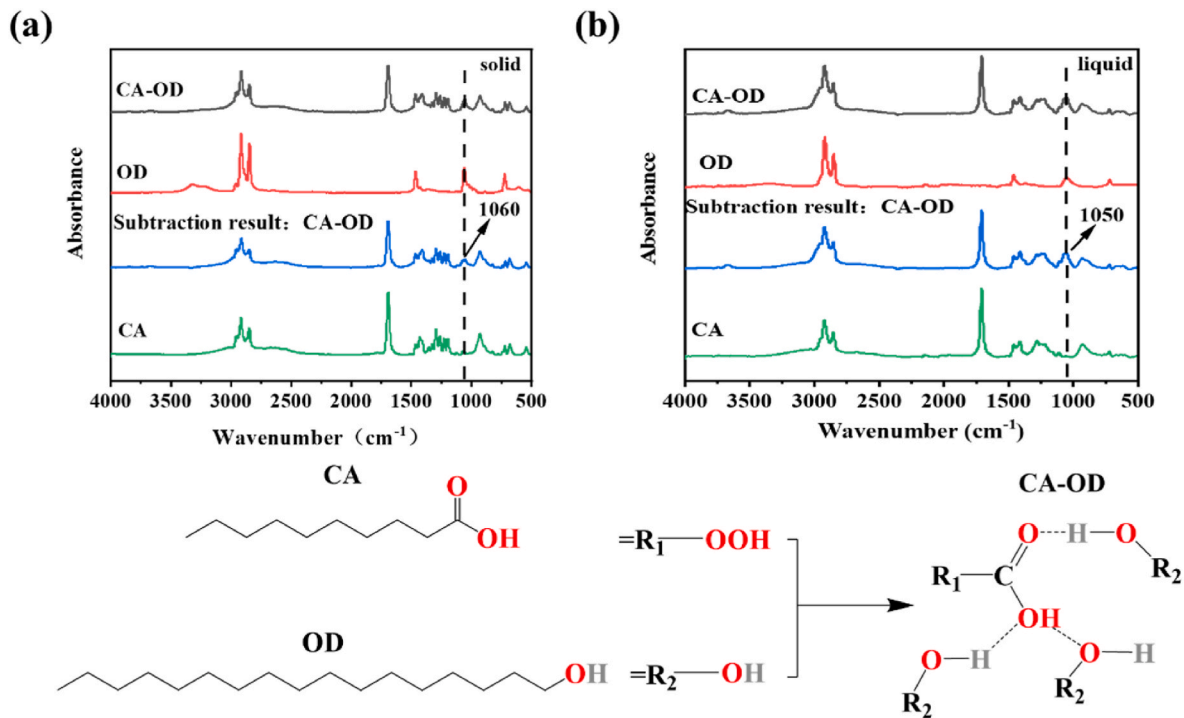 (a)
Absorbance
CA-OD
solid
OD
Subtraction result：CA-OD
1060
CA
4000 3500 3000 2500 2000 1500 1000 500
Wavenumber（cm⁻¹）
(b)
Absorbance
CA-OD
liquid
OD
Subtraction result：CA-OD
1050
CA
4000 3500 3000 2500 2000 1500 1000 500
Wavenumber (cm⁻¹)
CA
O
OH
=R₁—OOH
OD
OH
=R₂—OH
CA-OD
O H—O
R₂
R₁—C
OH
O—H O—H
R₂ R₂